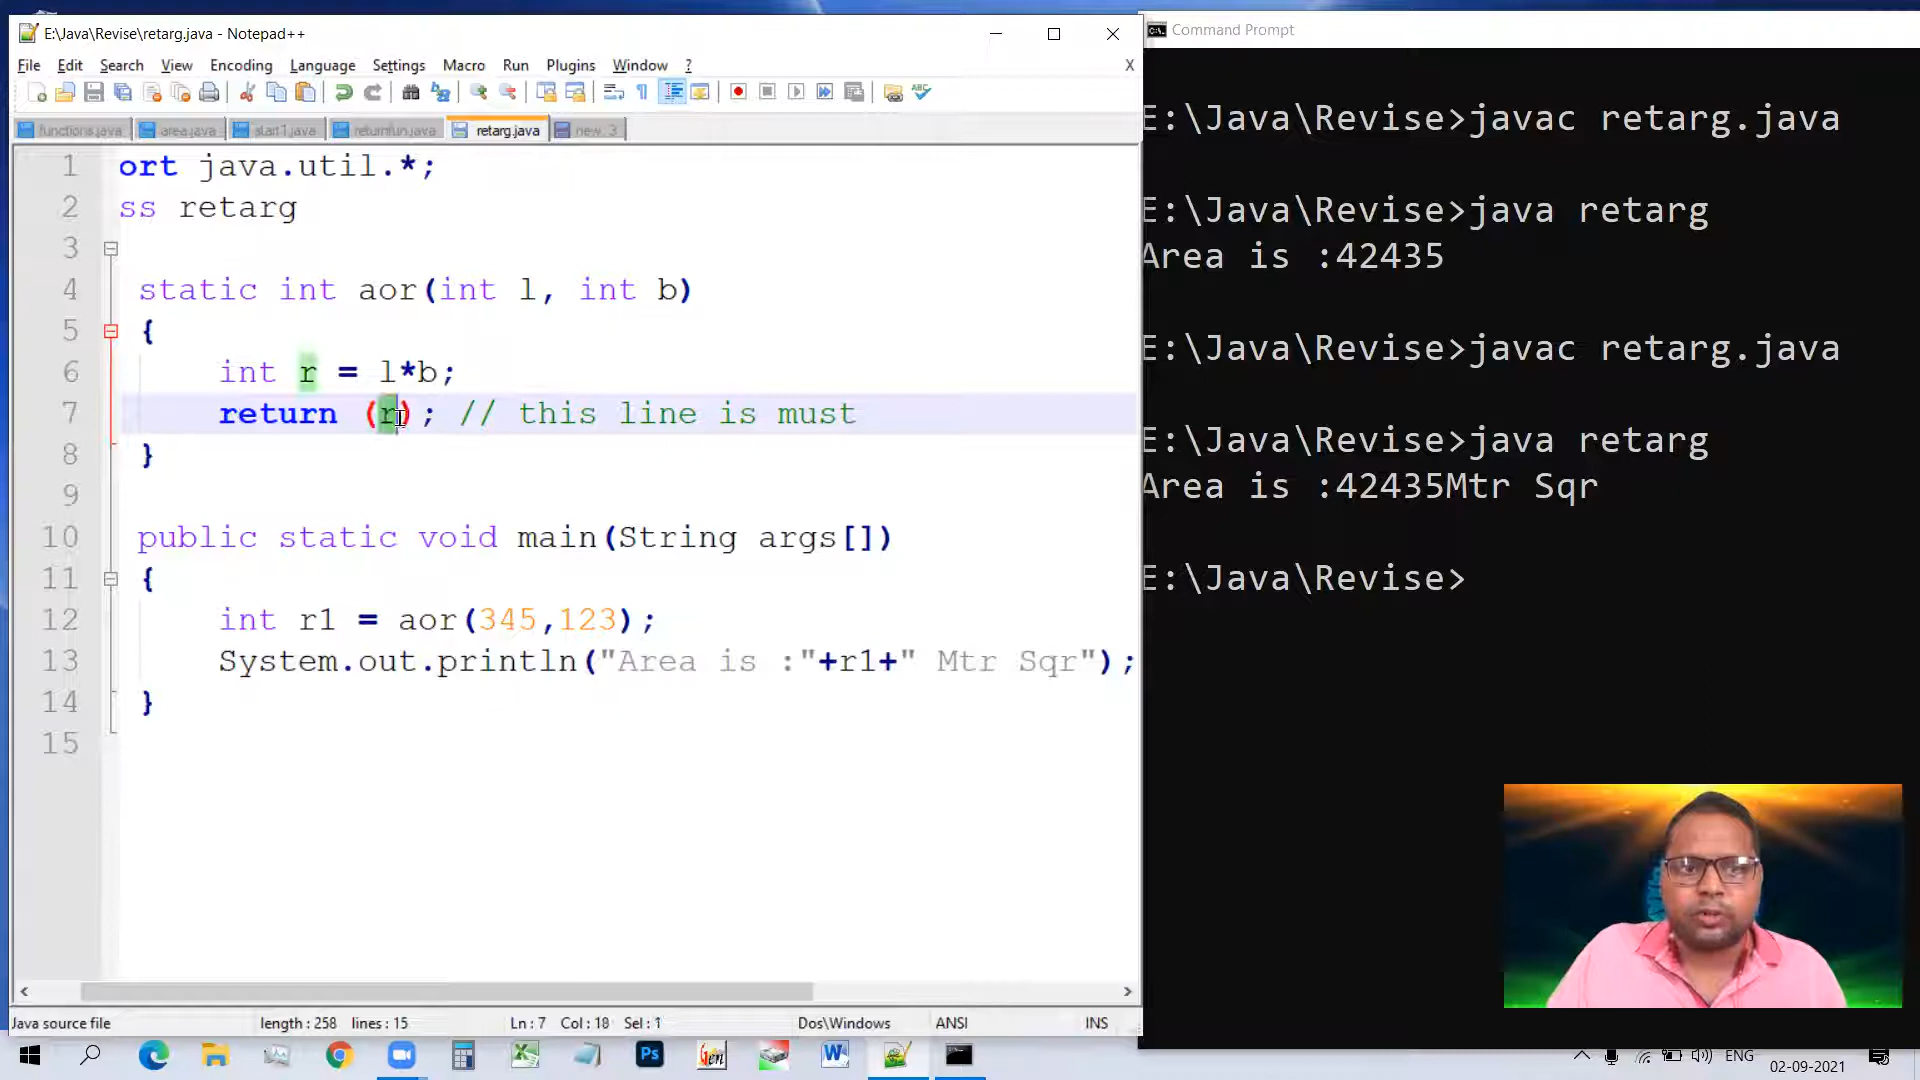 E:\Java\Revise\retarg.java - Notepad++
File Edit Search View Encoding Language Settings Macro Run Plugins Window ? X
functions.java area.java start1.java returnfun.java retarg.java new 3
1 ort java.util.*;
2 ss retarg
3
4 static int aor(int l, int b)
5 {
6 int r = l*b;
7 return (r); // this line is must
8 }
9
10 public static void main(String args[])
11 {
12 int r1 = aor(345,123);
13 System.out.println("Area is :"+r1+" Mtr Sqr");
14 }
15
Java source file length : 258 lines : 15 Ln : 7 Col : 18 Sel : 1 Dos\Windows ANSI INS
Command Prompt
E:\Java\Revise>javac retarg.java
E:\Java\Revise>java retarg
Area is :42435
E:\Java\Revise>javac retarg.java
E:\Java\Revise>java retarg
Area is :42435Mtr Sqr
E:\Java\Revise>
Ps Gen W ENG
02-09-2021